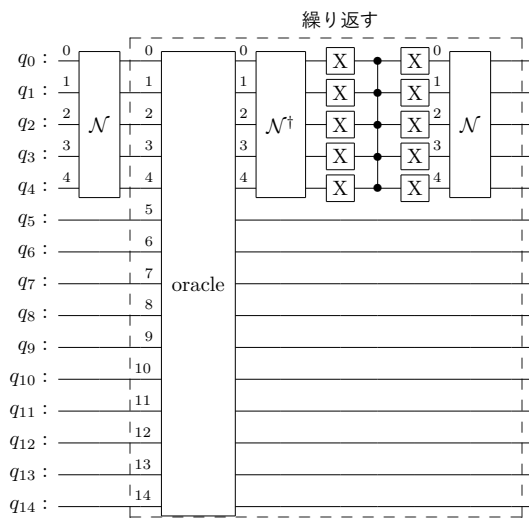 繰り返す
q₀ : 0 0 0 X X 0
q₁ : 1 1 1 X X 1
q₂ : 2 𝒩 2 2 𝒩† X X 2 𝒩
q₃ : 3 3 3 X X 3
q₄ : 4 4 4 X X 4
q₅ : 5
q₆ : 6
q₇ : 7 oracle
q₈ : 8
q₉ : 9
q₁₀ : 10
q₁₁ : 11
q₁₂ : 12
q₁₃ : 13
q₁₄ : 14